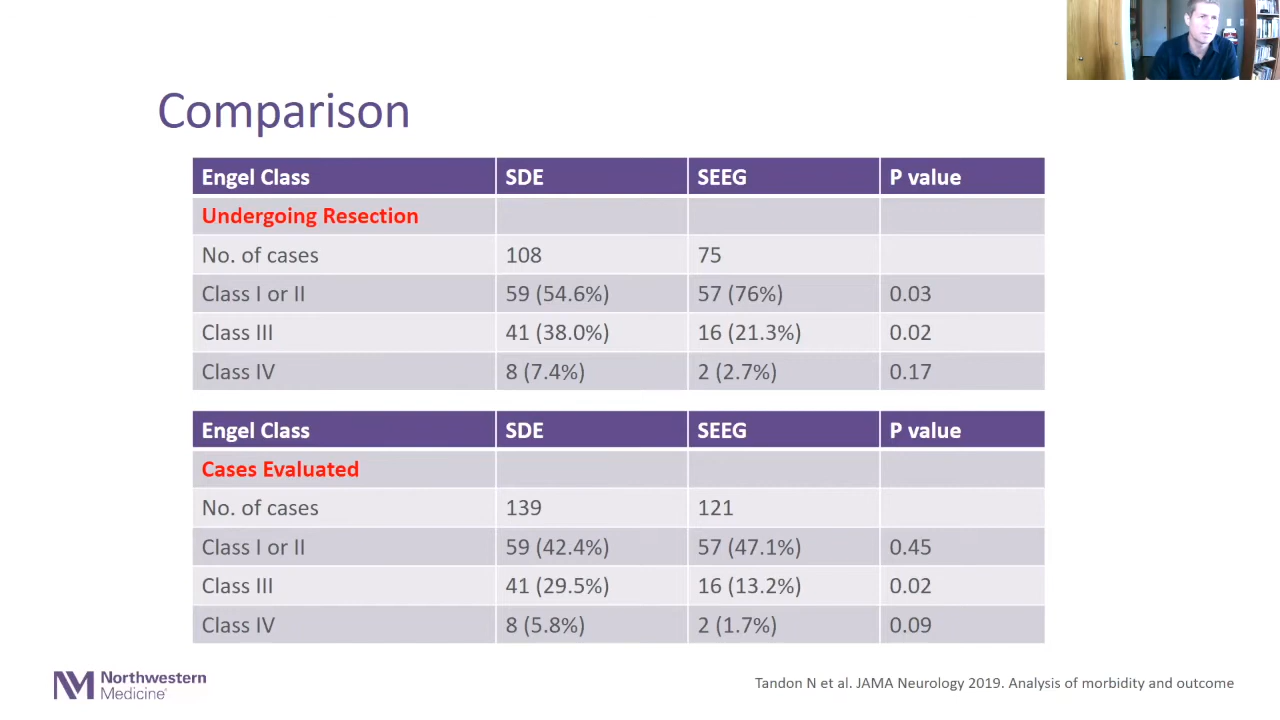 Comparison
Engel Class SDE SEEG P value
Undergoing Resection
No. of cases 108 75
Class I or II 59 (54.6%) 57 (76%) 0.03
Class III 41 (38.0%) 16 (21.3%) 0.02
Class IV 8 (7.4%) 2 (2.7%) 0.17
Engel Class SDE SEEG P value
Cases Evaluated
No. of cases 139 121
Class I or II 59 (42.4%) 57 (47.1%) 0.45
Class III 41 (29.5%) 16 (13.2%) 0.02
Class IV 8 (5.8%) 2 (1.7%) 0.09
NM Northwestern
Medicine®
Tandon N et al. JAMA Neurology 2019. Analysis of morbidity and outcome